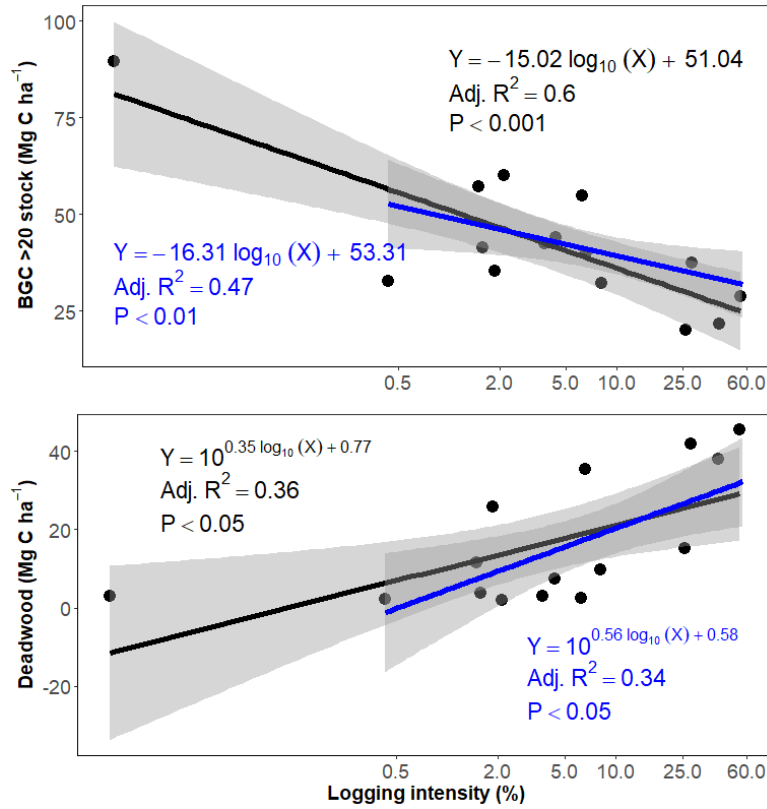 100
75
50
25
BGC >20 stock (Mg C ha⁻¹)
Y = − 15.02 log₁₀ (X) + 51.04
Adj. R² = 0.6
P < 0.001
Y = − 16.31 log₁₀ (X) + 53.31
Adj. R² = 0.47
P < 0.01
0.5 2.0 5.0 10.0 25.0 60.0
40
20
0
-20
Deadwood (Mg C ha⁻¹)
Y = 10^{0.35 log₁₀ (X) + 0.77}
Adj. R² = 0.36
P < 0.05
Y = 10^{0.56 log₁₀ (X) + 0.58}
Adj. R² = 0.34
P < 0.05
0.5 2.0 5.0 10.0 25.0 60.0
Logging intensity (%)